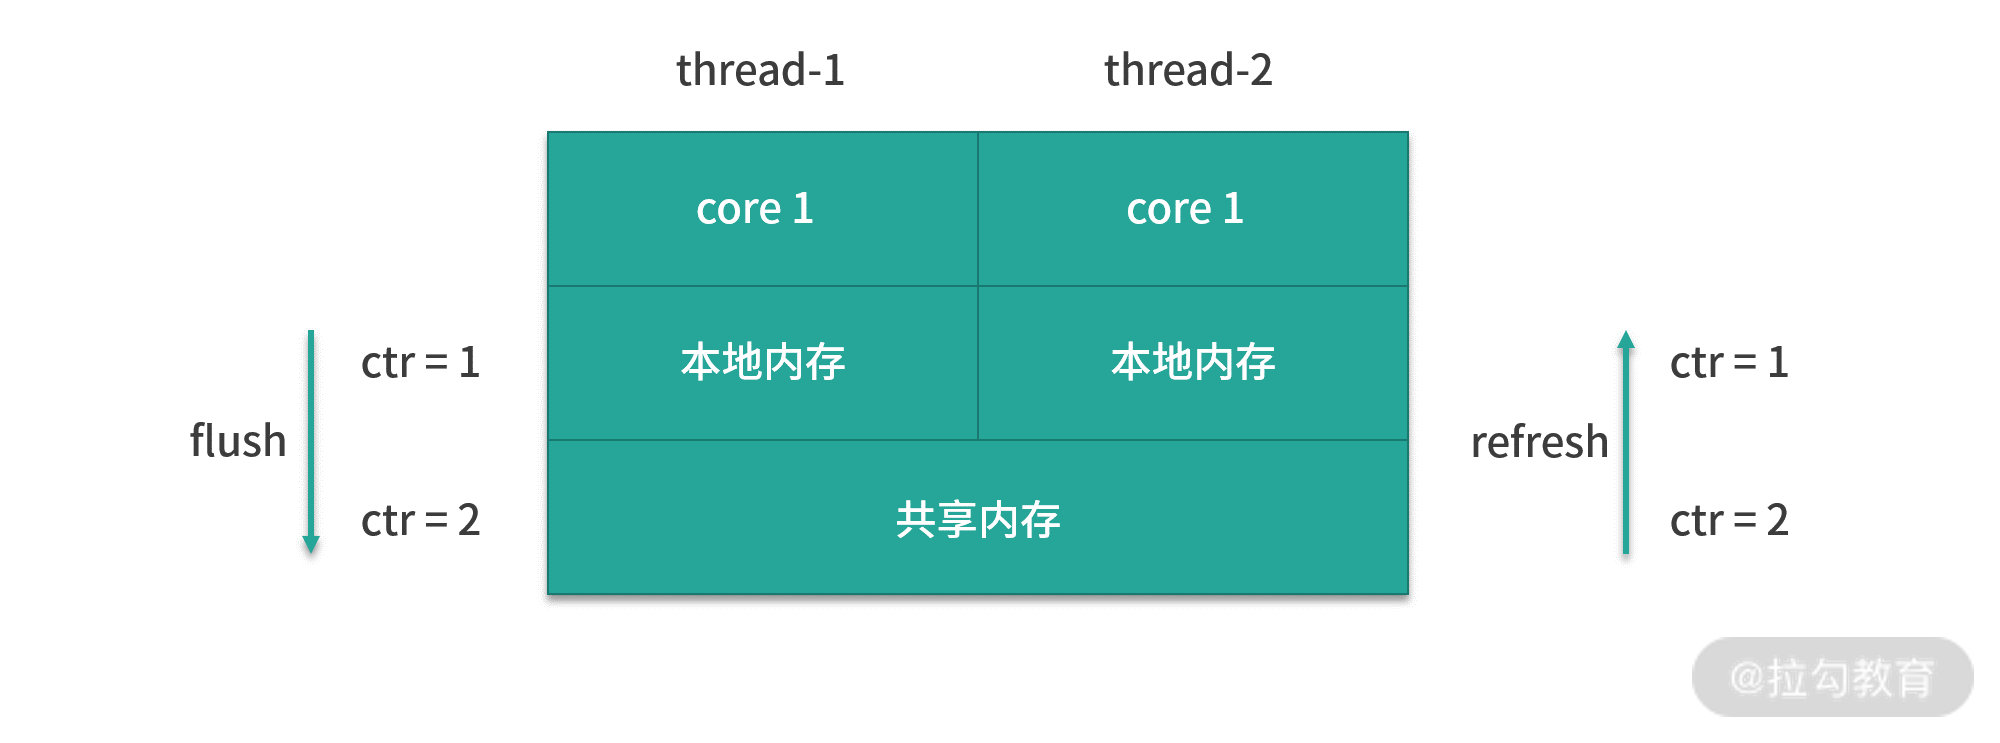 thread-1 thread-2
core 1 core 1
ctr = 1 本地内存 本地内存 ctr = 1
flush refresh
ctr = 2 共享内存 ctr = 2
@拉勾教育